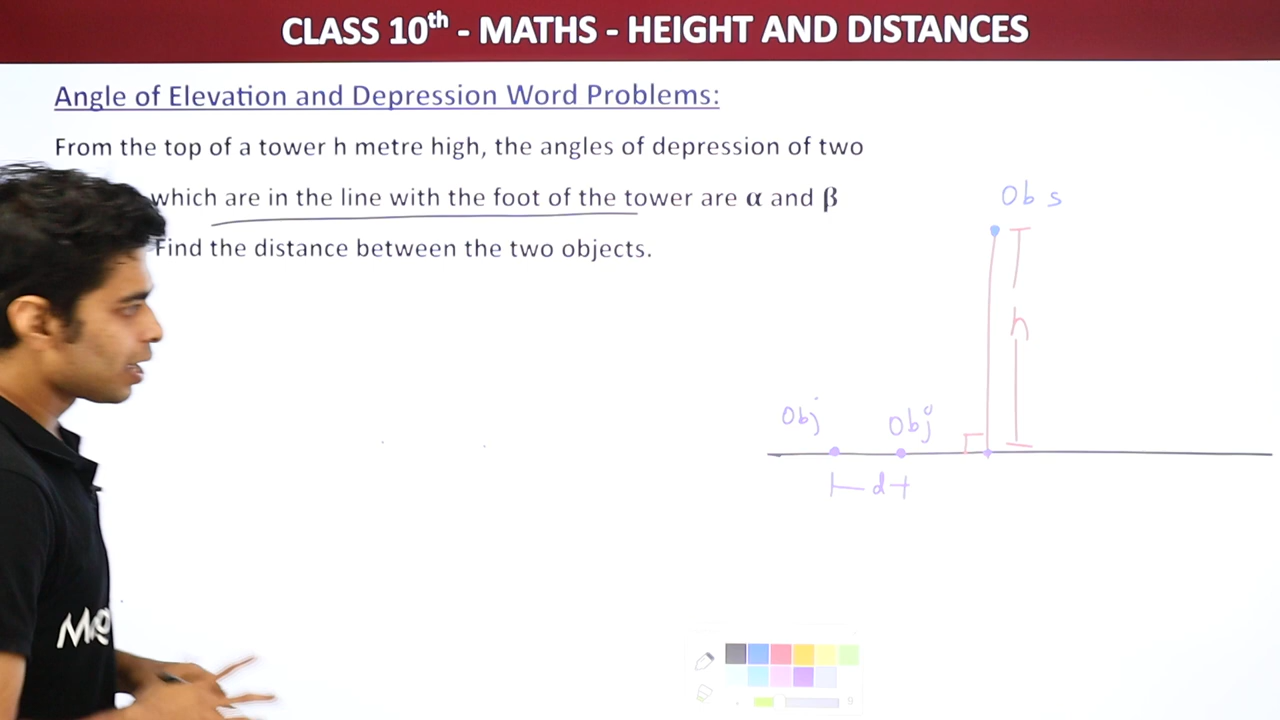 CLASS 10th - MATHS - HEIGHT AND DISTANCES
Angle of Elevation and Depression Word Problems:
From the top of a tower h metre high, the angles of depression of two
which are in the line with the foot of the tower are α and β
Find the distance between the two objects.
Obs
h
Obj
Obj
d
9